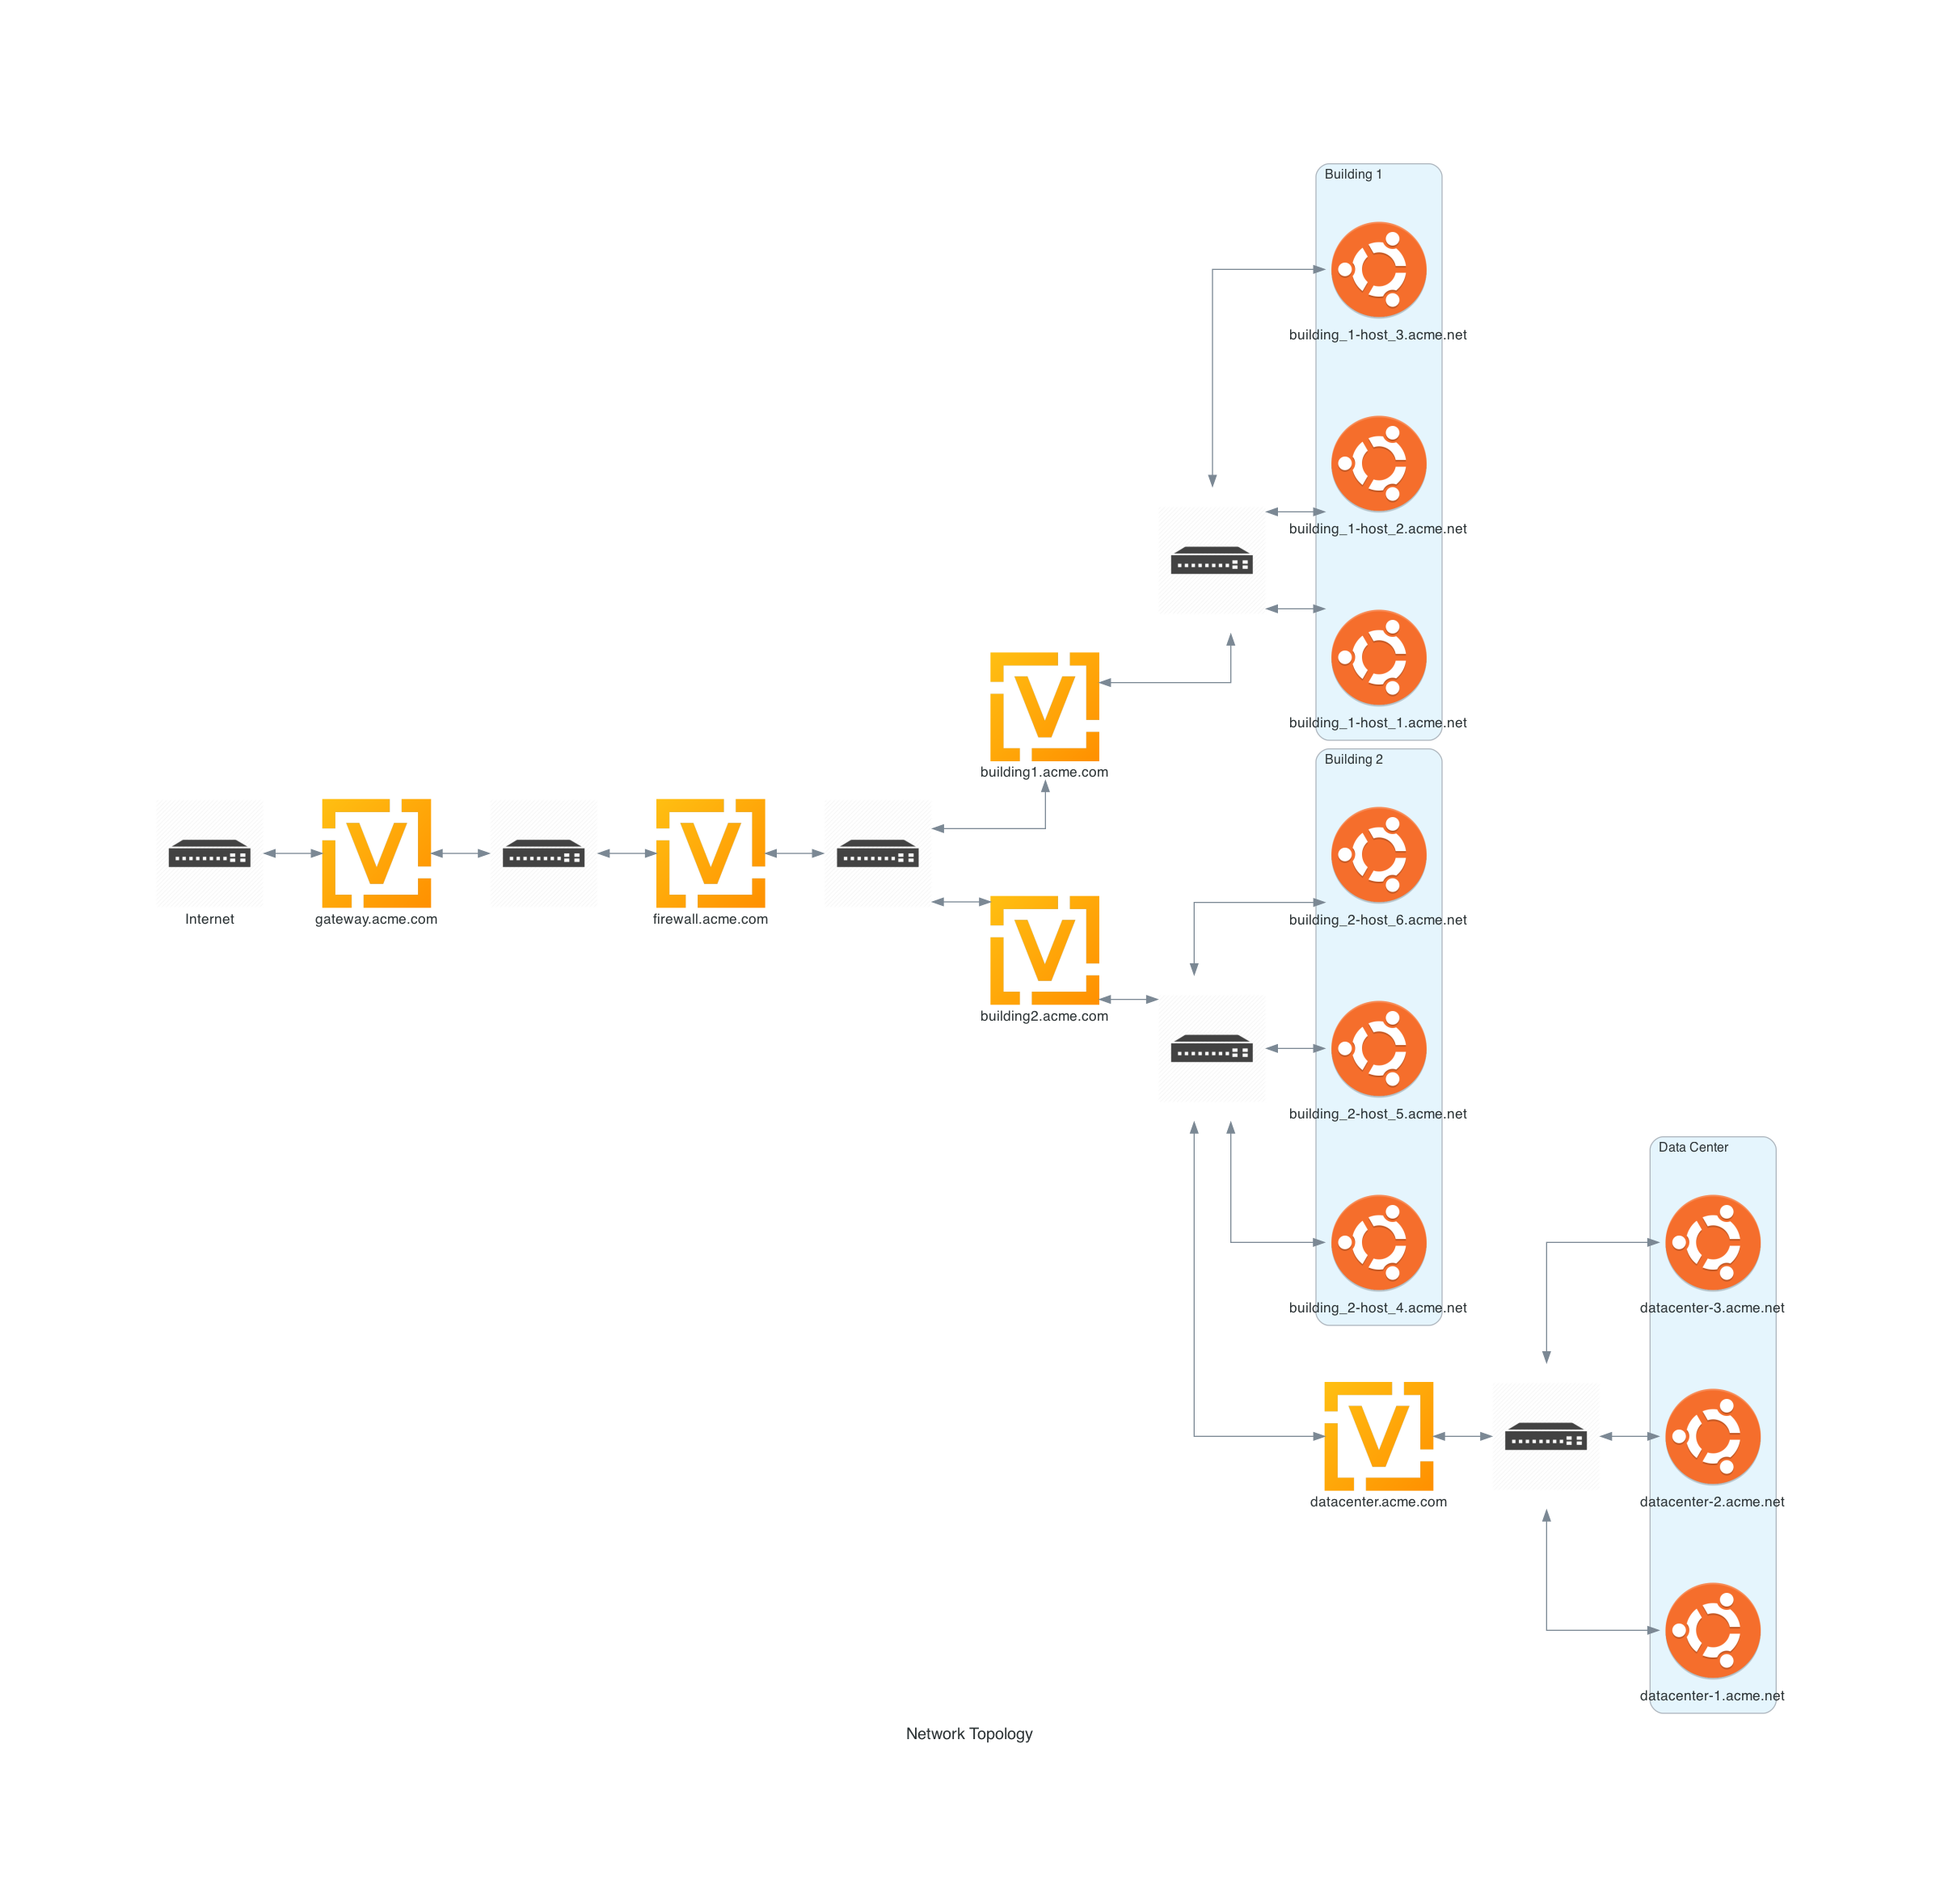 Building 1
building_1-host_3.acme.net
building_1-host_2.acme.net
building_1-host_1.acme.net
building1.acme.com
Building 2
Internet
gateway.acme.com
firewall.acme.com
building_2-host_6.acme.net
building2.acme.com
building_2-host_5.acme.net
building_2-host_4.acme.net
Data Center
datacenter-3.acme.net
datacenter.acme.com
datacenter-2.acme.net
datacenter-1.acme.net
Network Topology